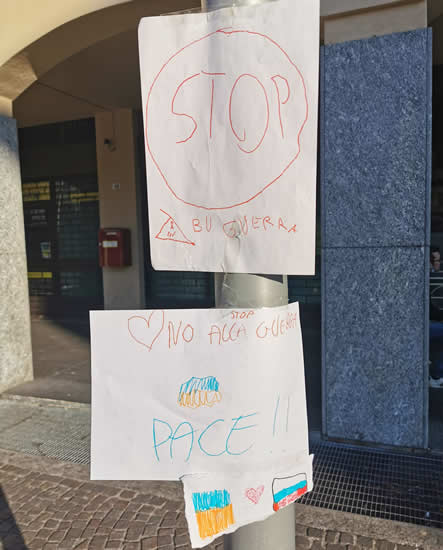 STOP
BU GUERRA
STOP
NO ALLA GUERRA
PACE!!